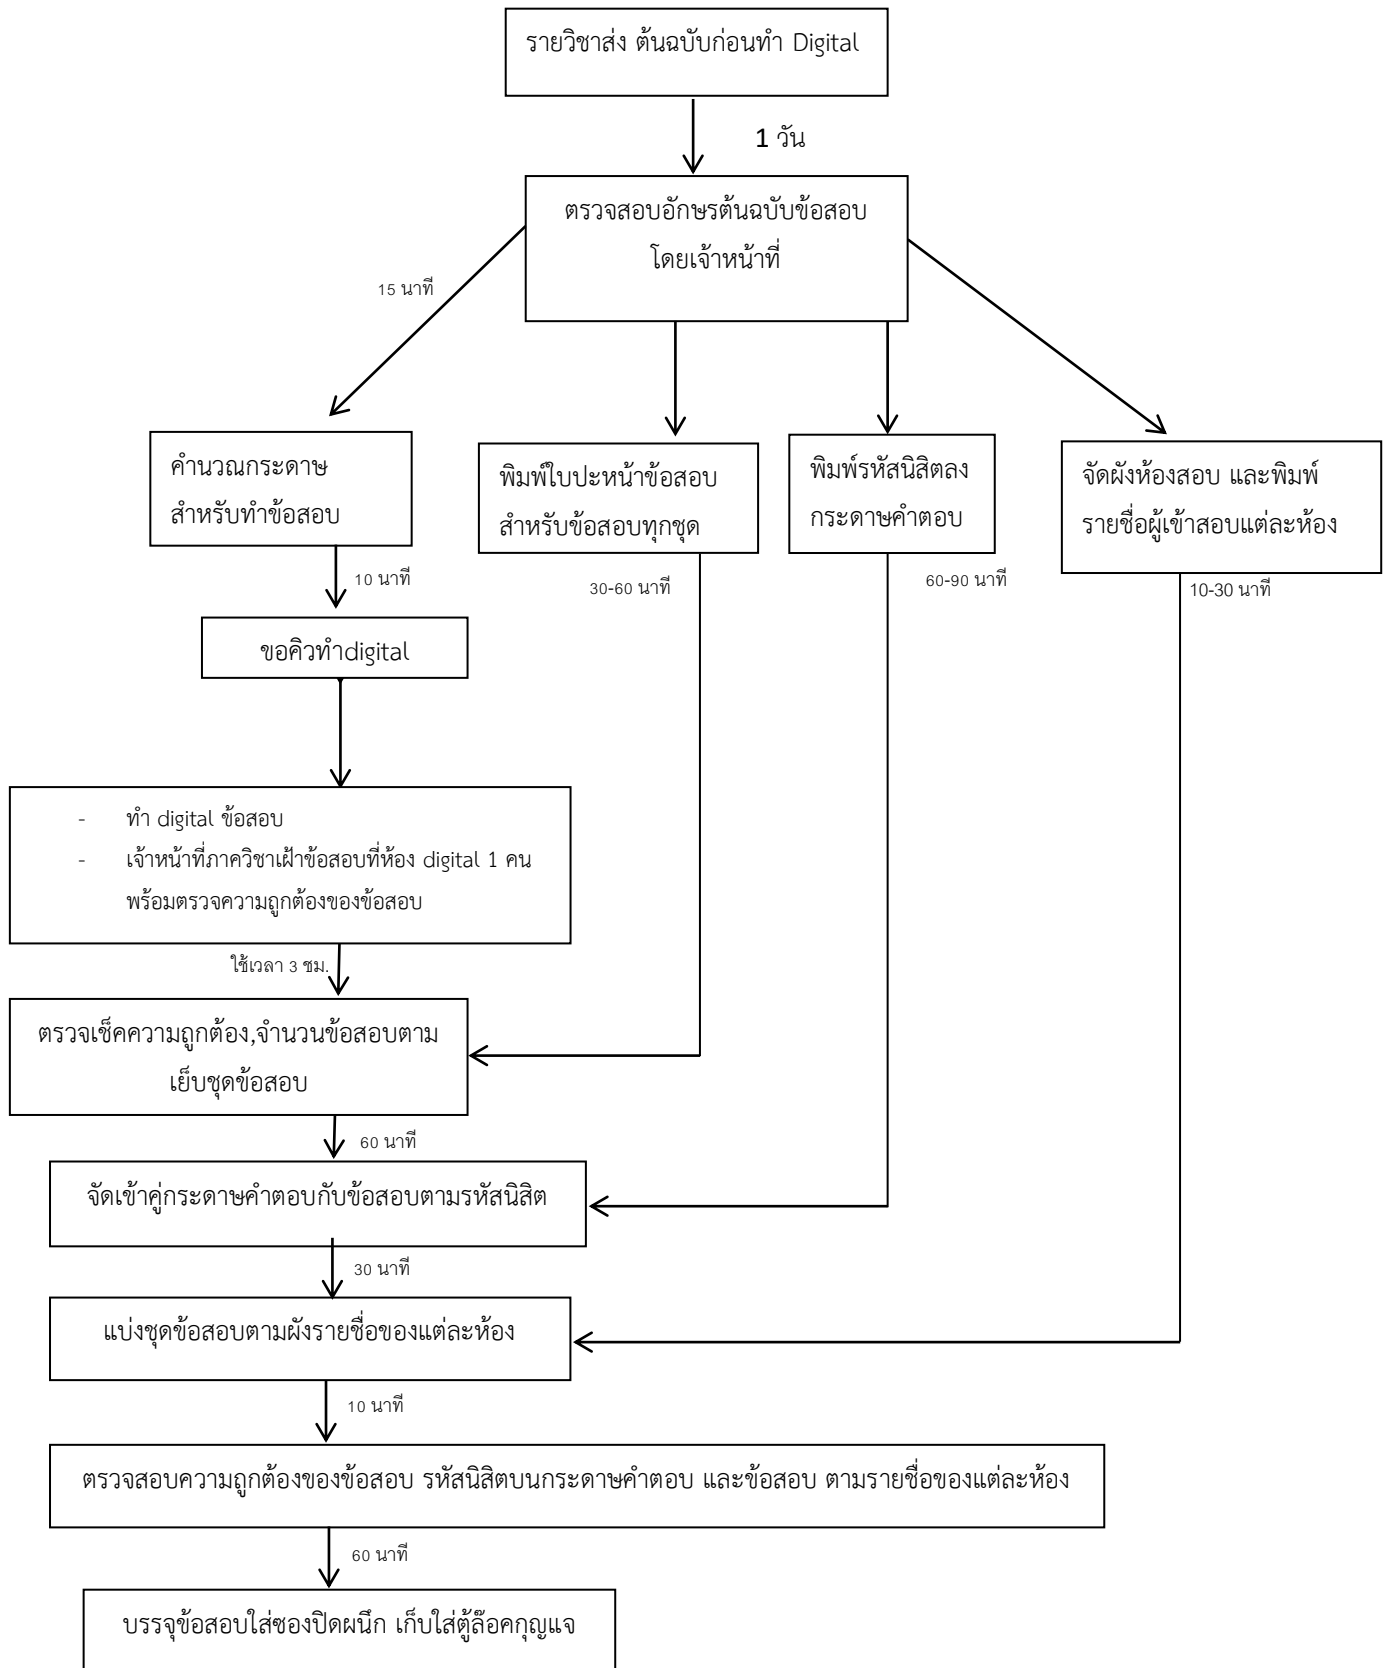 รายวิชาส่ง ต้นฉบับก่อนทำ Digital
1 วัน
ตรวจสอบอักษรต้นฉบับข้อสอบ
โดยเจ้าหน้าที่
15 นาที
คำนวณกระดาษ
สำหรับทำข้อสอบ
พิมพ์ใบปะหน้าข้อสอบ
สำหรับข้อสอบทุกชุด
พิมพ์รหัสนิสิตลง
กระดาษคำตอบ
จัดผังห้องสอบ และพิมพ์
รายชื่อผู้เข้าสอบแต่ละห้อง
10 นาที
30-60 นาที
60-90 นาที
10-30 นาที
ขอคิวทำdigital
- ทำ digital ข้อสอบ
- เจ้าหน้าที่ภาควิชาเฝ้าข้อสอบที่ห้อง digital 1 คน
พร้อมตรวจความถูกต้องของข้อสอบ
ใช้เวลา 3 ชม.
ตรวจเช็คความถูกต้อง,จำนวนข้อสอบตาม
เย็บชุดข้อสอบ
60 นาที
จัดเข้าคู่กระดาษคำตอบกับข้อสอบตามรหัสนิสิต
30 นาที
แบ่งชุดข้อสอบตามผังรายชื่อของแต่ละห้อง
10 นาที
ตรวจสอบความถูกต้องของข้อสอบ รหัสนิสิตบนกระดาษคำตอบ และข้อสอบ ตามรายชื่อของแต่ละห้อง
60 นาที
บรรจุข้อสอบใส่ซองปิดผนึก เก็บใส่ตู้ล๊อคกุญแจ